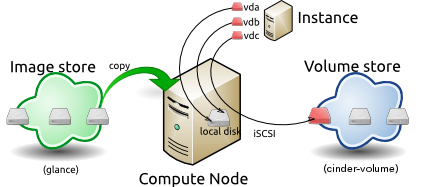 vda
vdb
vdc
Instance
Image store
copy
Volume store
local disk
iSCSI
(glance)
(cinder-volume)
Compute Node